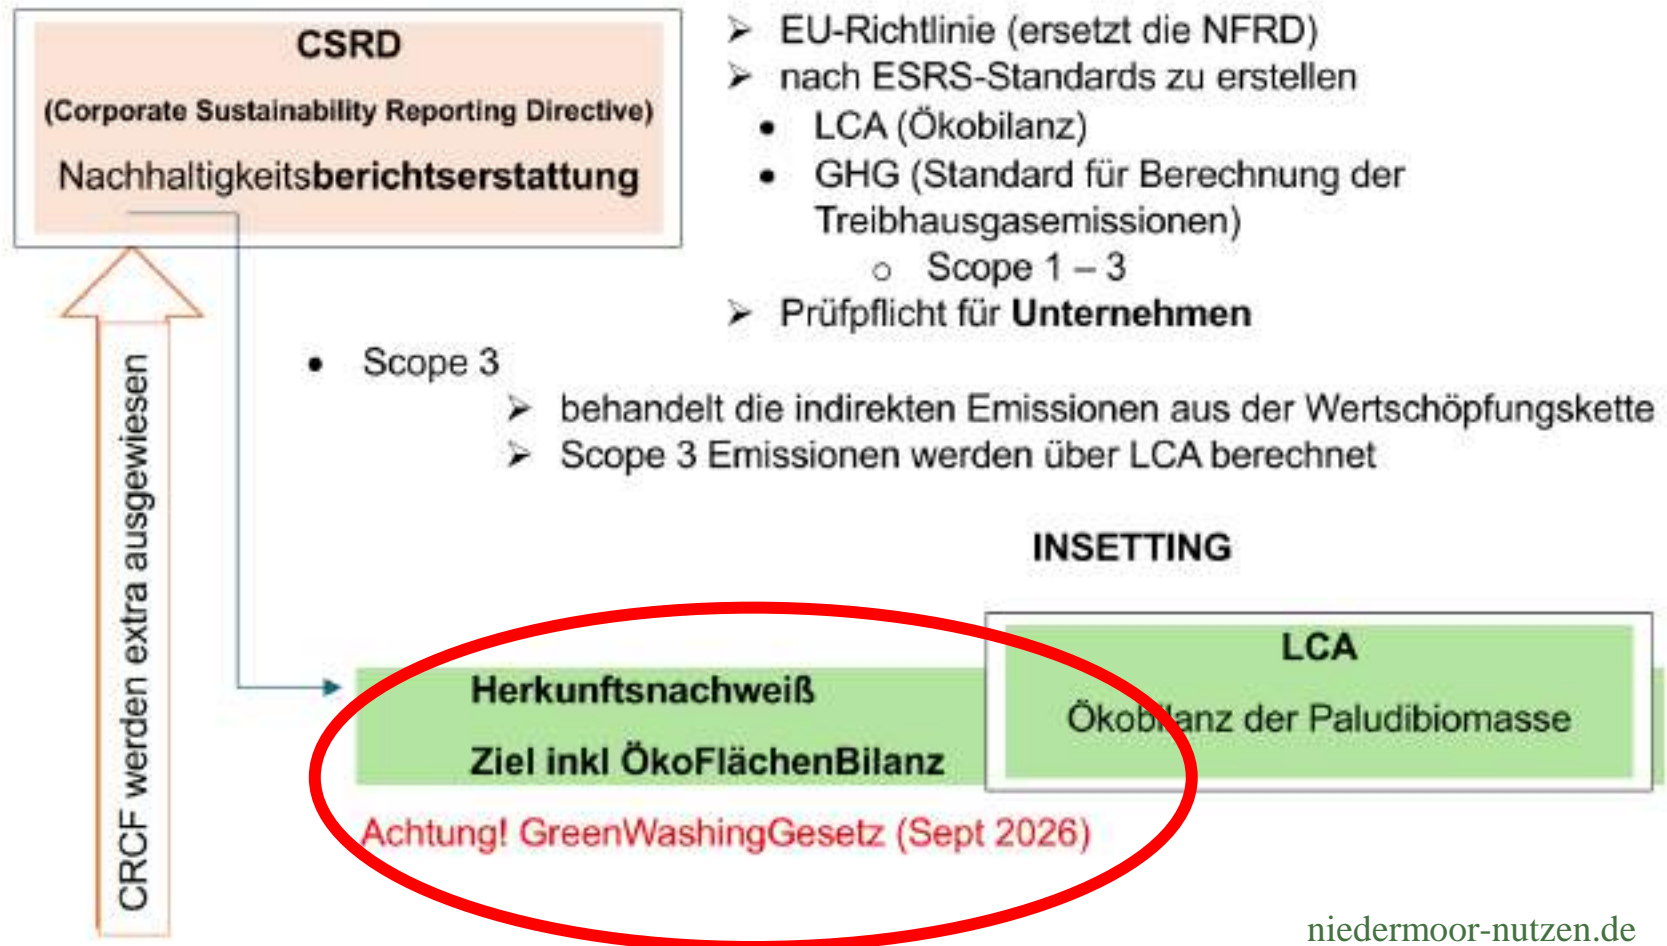 CSRD
(Corporate Sustainability Reporting Directive)
Nachhaltigkeitsberichtserstattung
➢ EU-Richtlinie (ersetzt die NFRD)
➢ nach ESRS-Standards zu erstellen
• LCA (Ökobilanz)
• GHG (Standard für Berechnung der
Treibhausgasemissionen)
○ Scope 1 – 3
➢ Prüfpflicht für Unternehmen
• Scope 3
➢ behandelt die indirekten Emissionen aus der Wertschöpfungskette
➢ Scope 3 Emissionen werden über LCA berechnet
CRCF werden extra ausgewiesen
INSETTING
Herkunftsnachweiß
Ziel inkl ÖkoFlächenBilanz
LCA
Ökobilanz der Paludibiomasse
Achtung! GreenWashingGesetz (Sept 2026)
niedermoor-nutzen.de